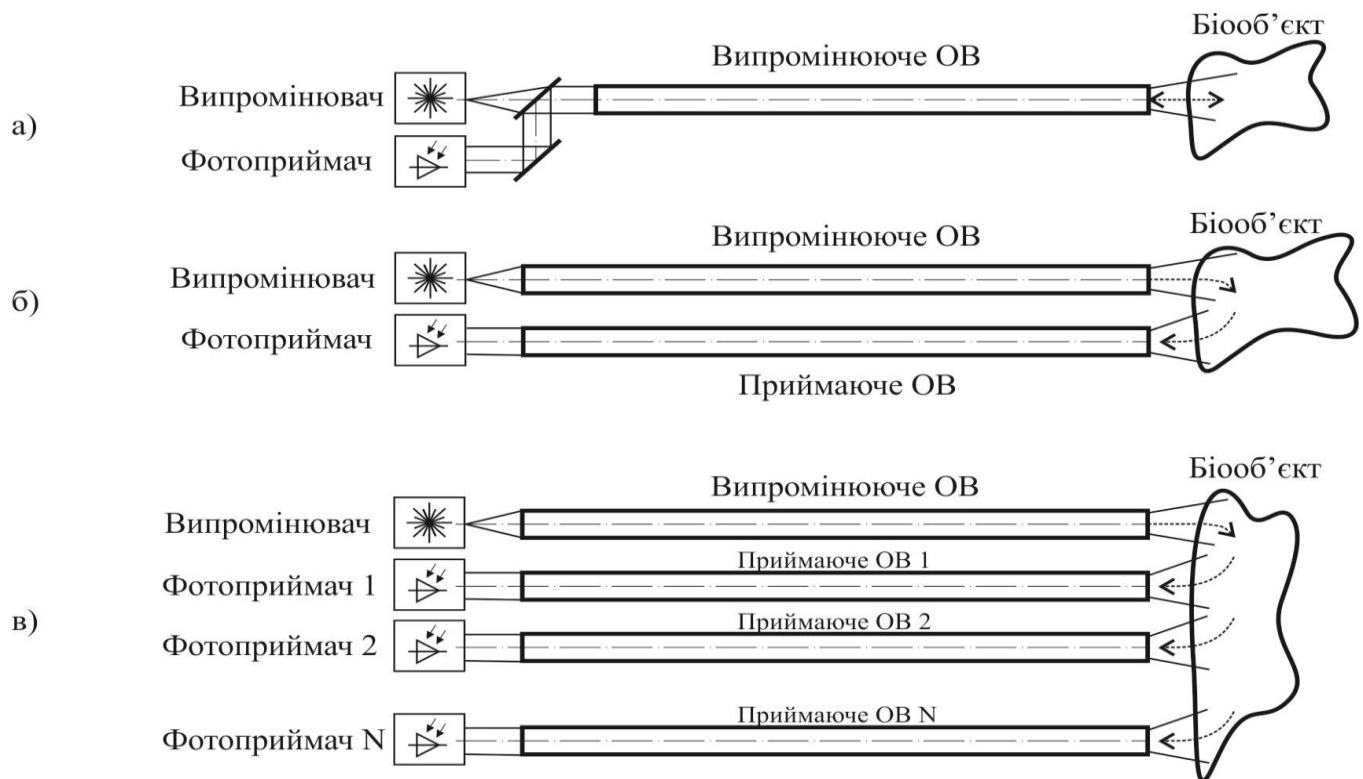 а)
Біооб’єкт
Випромінююче ОВ
Випромінювач
Фотоприймач
б)
Біооб’єкт
Випромінююче ОВ
Випромінювач
Фотоприймач
Приймаюче ОВ
в)
Біооб’єкт
Випромінююче ОВ
Випромінювач
Приймаюче ОВ 1
Фотоприймач 1
Приймаюче ОВ 2
Фотоприймач 2
Приймаюче ОВ N
Фотоприймач N